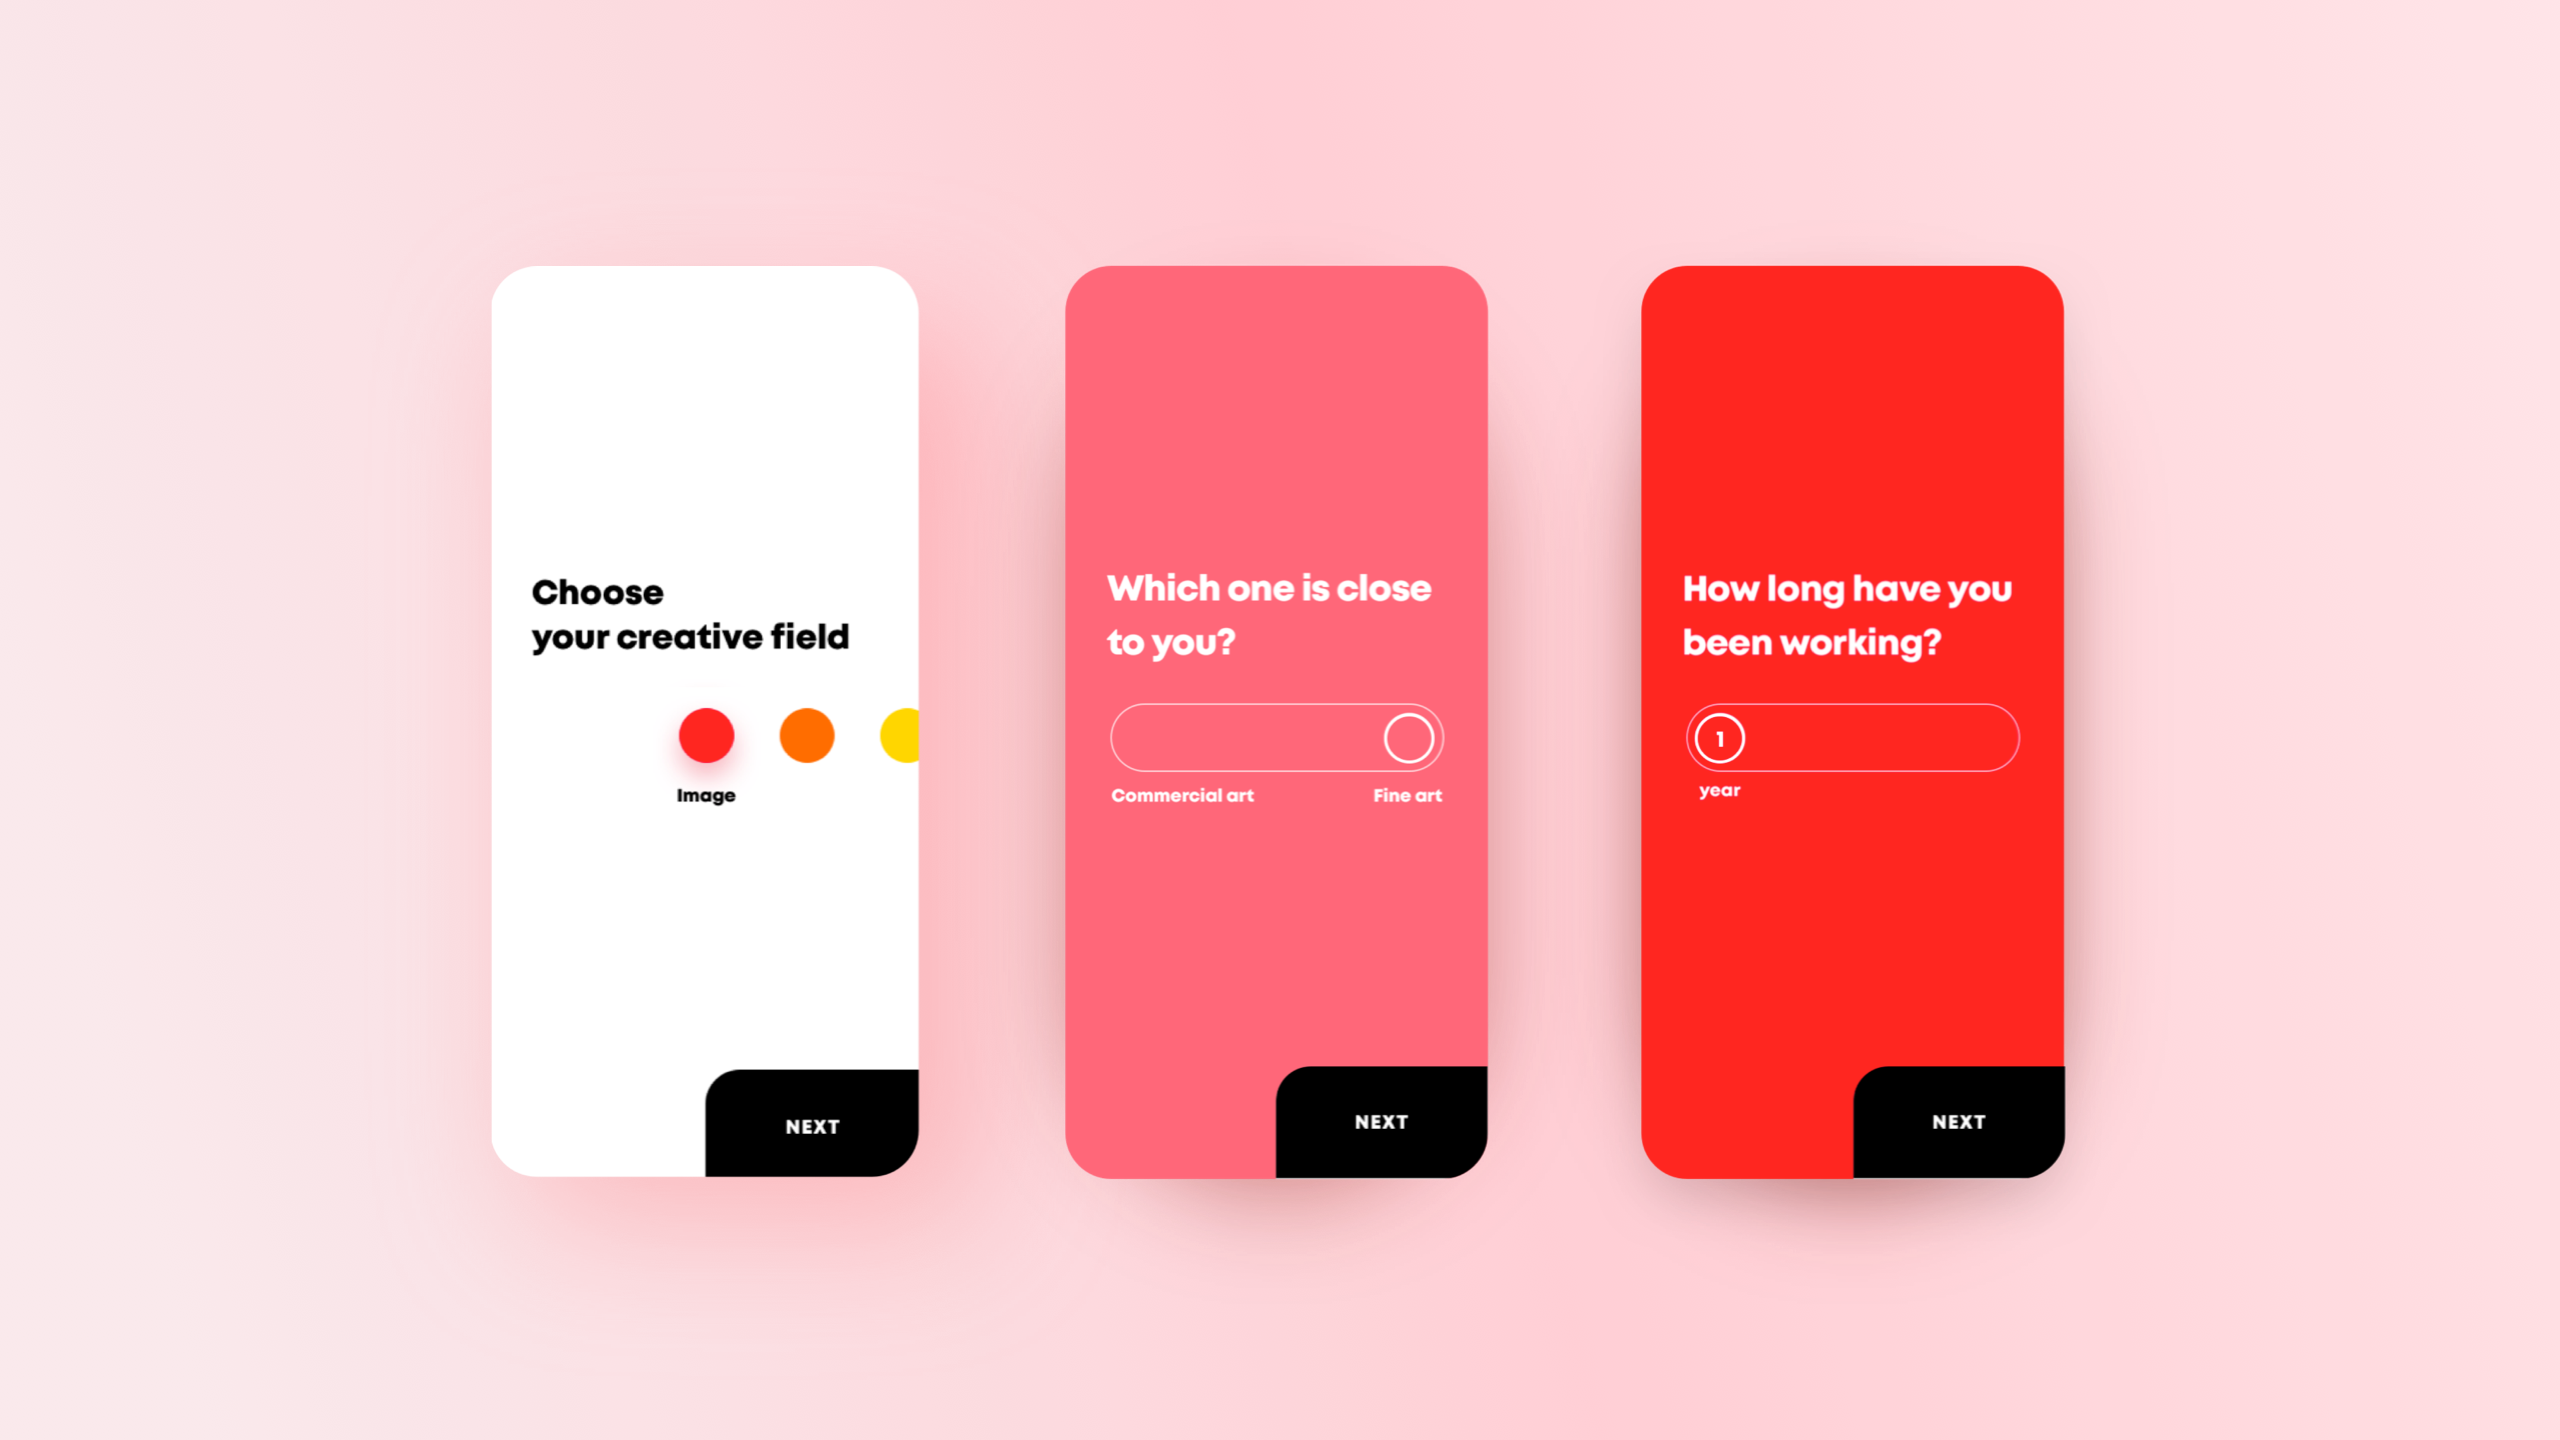 Choose
your creative field
Image
NEXT
Which one is close
to you?
Commercial art
Fine art
NEXT
How long have you
been working?
1
year
NEXT